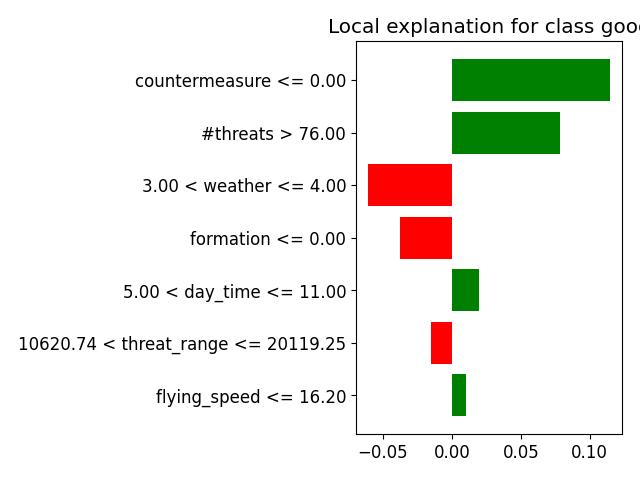 Local explanation for class goo
countermeasure <= 0.00
#threats > 76.00
3.00 < weather <= 4.00
formation <= 0.00
5.00 < day_time <= 11.00
10620.74 < threat_range <= 20119.25
flying_speed <= 16.20
−0.05 0.00 0.05 0.10